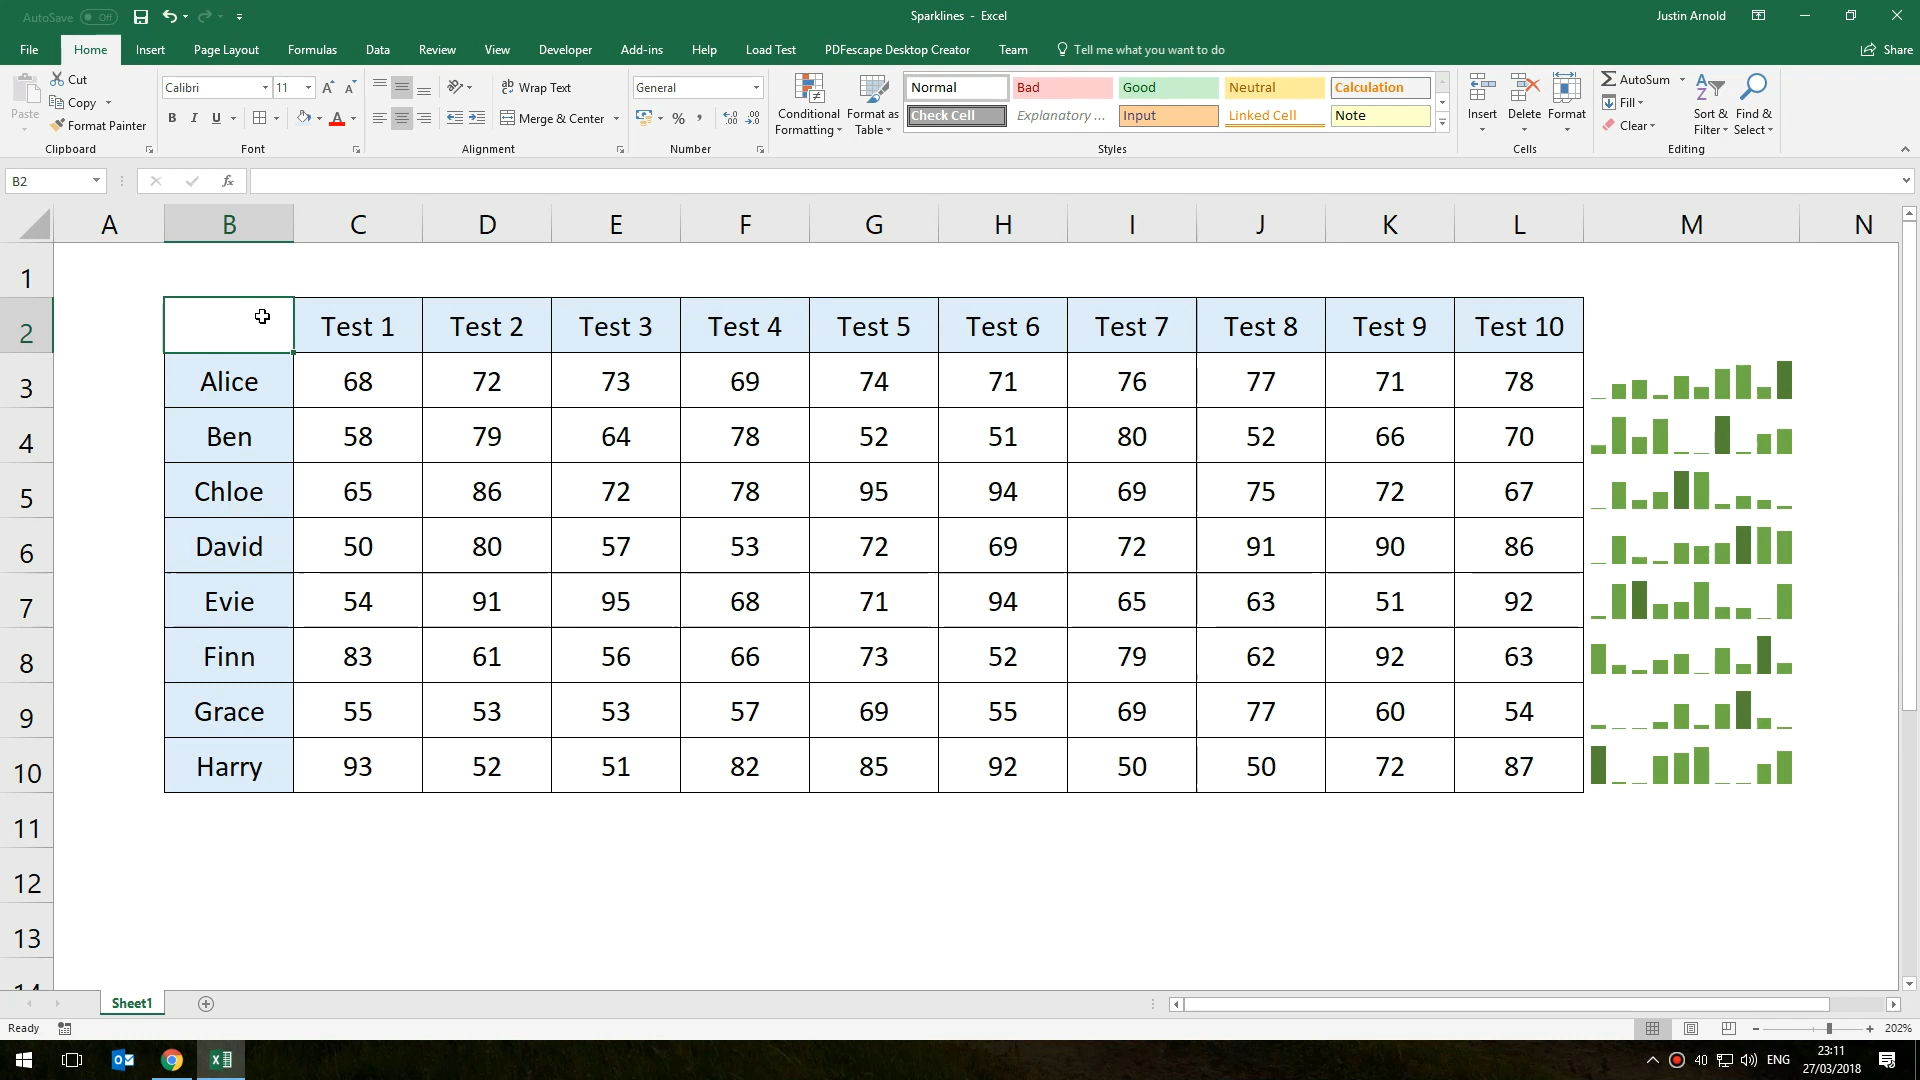 AutoSave Off
Sparklines - Excel
Justin Arnold
File Home Insert Page Layout Formulas Data Review View Developer Add-ins Help Load Test PDFescape Desktop Creator Team Tell me what you want to do Share
Paste
Cut
Copy
Format Painter
Clipboard
Calibri 11
B I U
Font
Wrap Text
Merge & Center
Alignment
General
Number
Conditional Formatting
Format as Table
Normal Bad Good Neutral Calculation
Check Cell Explanatory ... Input Linked Cell Note
Styles
Insert Delete Format
Cells
AutoSum
Fill
Clear
Sort & Filter
Find & Select
Editing
B2
fx
A B C D E F G H I J K L M N
1
2 Test 1 Test 2 Test 3 Test 4 Test 5 Test 6 Test 7 Test 8 Test 9 Test 10
3 Alice 68 72 73 69 74 71 76 77 71 78
4 Ben 58 79 64 78 52 51 80 52 66 70
5 Chloe 65 86 72 78 95 94 69 75 72 67
6 David 50 80 57 53 72 69 72 91 90 86
7 Evie 54 91 95 68 71 94 65 63 51 92
8 Finn 83 61 56 66 73 52 79 62 92 63
9 Grace 55 53 53 57 69 55 69 77 60 54
10 Harry 93 52 51 82 85 92 50 50 72 87
11
12
13
14
Sheet1
Ready
202%
40 ENG
23:11
27/03/2018